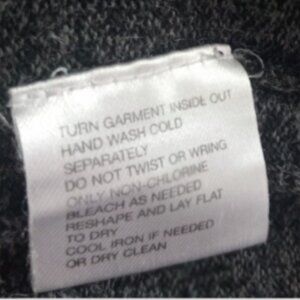 TURN GARMENT INSIDE OUT
HAND WASH COLD
SEPARATELY
DO NOT TWIST OR WRING
ONLY NON-CHLORINE
BLEACH AS NEEDED
RESHAPE AND LAY FLAT
TO DRY
COOL IRON IF NEEDED
OR DRY CLEAN